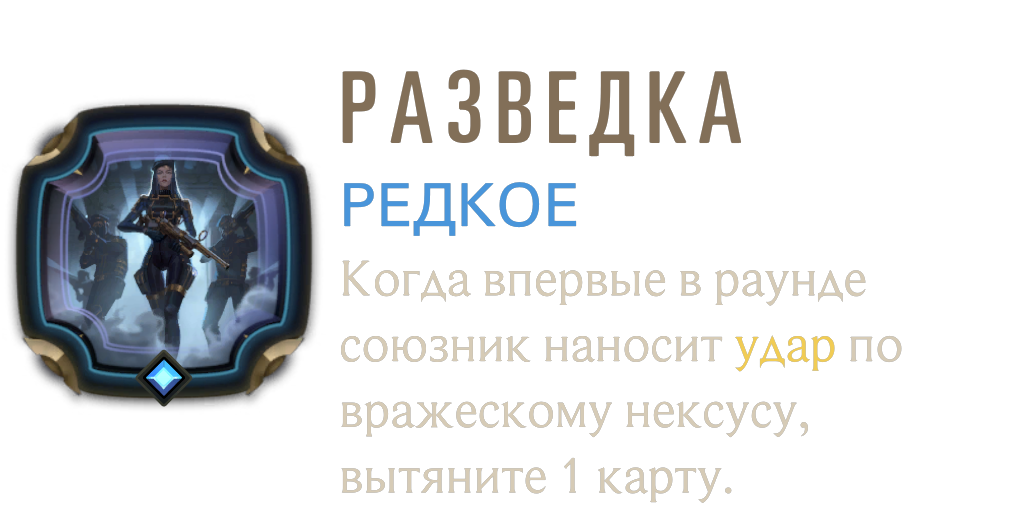 РАЗВЕДКА
РЕДКОЕ
Когда впервые в раунде
союзник наносит удар по
вражескому нексусу,
вытяните 1 карту.